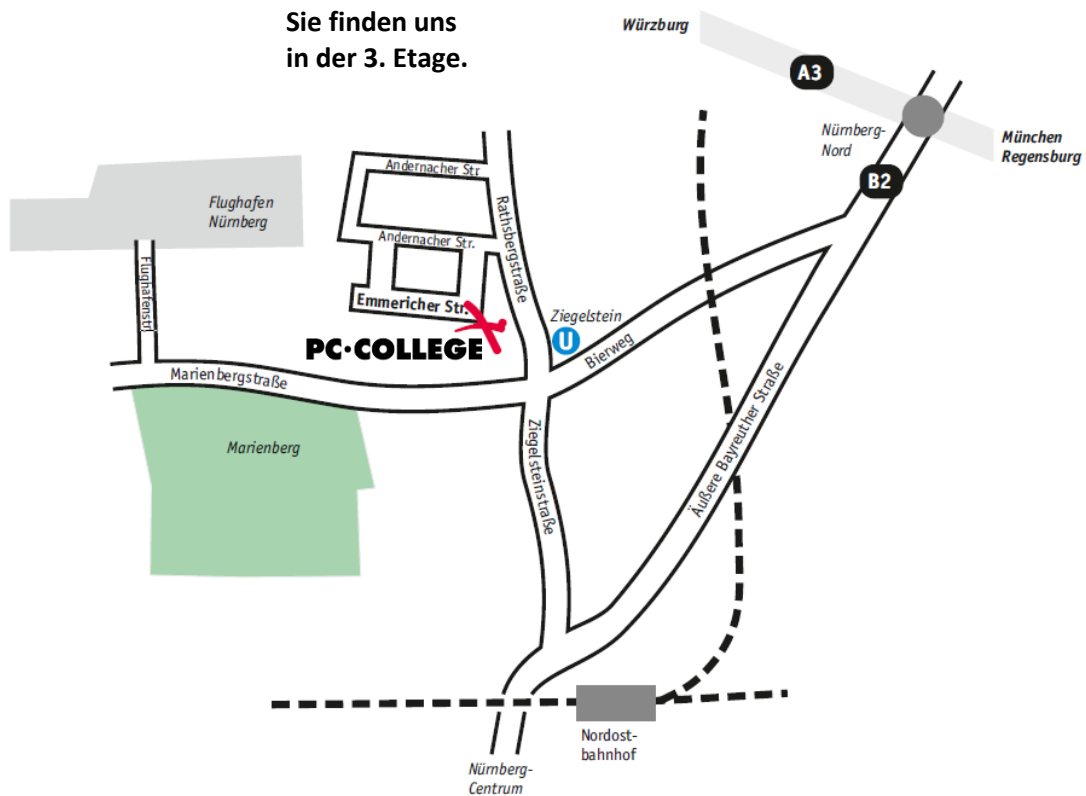 Sie finden uns
in der 3. Etage.
Würzburg
A3
Nürnberg-
Nord
München
Regensburg
B2
Andernacher Str
Flughafen
Nürnberg
Rathsbergstraße
Andernacher Str.
Flughafenstr
Emmericher Str.
Ziegelstein
U
PC·COLLEGE
Bierweg
Marienbergstraße
Marienberg
Ziegelsteinstraße
Äußere Bayreuther Straße
Nordost-
bahnhof
Nürnberg-
Centrum